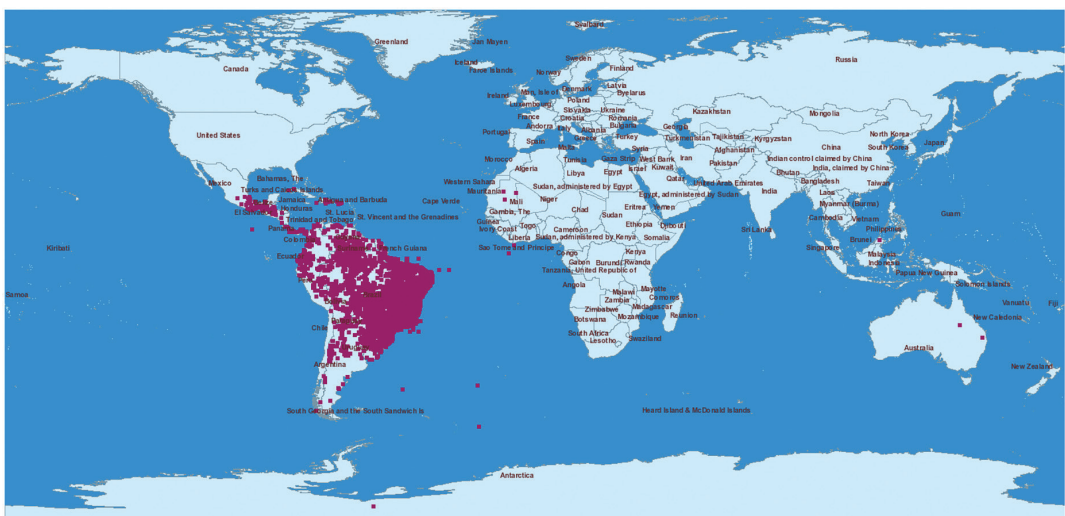 Svalbard
Greenland
Jan Mayen
Iceland
Faroe Islands
Sweden
Finland
Norway
Russia
Canada
Latvia
Denmark
Man, Isle of
Byelarus
Ireland
Poland
Luxembourg
Slovakia
Ukraine
Kazakhstan
Mongolia
France
Croatia
Romania
Andorra
Italy
Albania
Bulgaria
Georgia
United States
Portugal
Spain
Greece
Turkey
Turkmenistan
Tajikistan
Kyrgyzstan
North Korea
South Korea
Japan
Malta
Syria
Afghanistan
China
Morocco
Tunisia
Gaza Strip
West Bank
Iran
Indian control claimed by China
Algeria
Libya
Egypt
Israel
Kuwait
Pakistan
India, claimed by China
Bhutan
Mexico
Bahamas, The
Western Sahara
Qatar
United Arab Emirates
Bangladesh
Taiwan
Turks and Caicos Islands
Mauritania
Sudan, administered by Egypt
Egypt, administered by Sudan
India
Laos
Jamaica
Antigua and Barbuda
Cape Verde
Mali
Niger
Myanmar (Burma)
Honduras
El Salvador
St. Lucia
St. Vincent and the Grenadines
Gambia, The
Chad
Eritrea
Yemen
Guam
Trinidad and Tobago
Guinea
Togo
Sudan
Cambodia
Vietnam
Panama
Ivory Coast
Cameroon
Ethiopia
Djibouti
Sri Lanka
Philippines
Colombia
Liberia
Sudan, administered by Kenya
Somalia
Brunei
Kiribati
French Guiana
Sao Tome and Principe
Congo
Kenya
Singapore
Malaysia
Ecuador
Gabon
Burundi
Rwanda
Indonesia
Tanzania, United Republic of
Papua New Guinea
Angola
Mayotte
Solomon Islands
Samoa
Malawi
Comoros
Zambia
Vanuatu
Fiji
Zimbabwe
Madagascar
Botswana
Mozambique
Reunion
New Caledonia
Chile
South Africa
Lesotho
Swaziland
Australia
Argentina
New Zealand
South Georgia and the South Sandwich Is
Heard Island & McDonald Islands
Antarctica